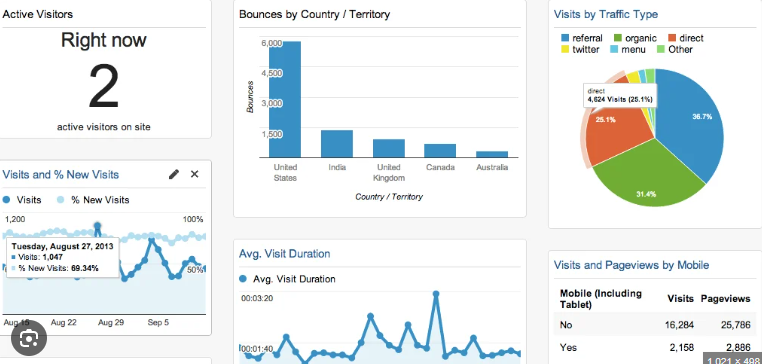 Active Visitors
Right now
2
active visitors on site
Visits and % New Visits
Visits
% New Visits
1,200
100%
Tuesday, August 27, 2013
Visits: 1,047
% New Visits: 69.34%
50%
Aug 15
Aug 22
Aug 29
Sep 5
Bounces by Country / Territory
6,000
4,500
3,000
1,500
Bounces
United
States
India
United
Kingdom
Canada
Australia
Country / Territory
Avg. Visit Duration
Avg. Visit Duration
00:03:20
00:01:40
Visits by Traffic Type
referral
organic
direct
twitter
menu
Other
direct
4,624 Visits (25.1%)
25.1%
36.7%
31.4%
Visits and Pageviews by Mobile
Mobile (Including
Tablet)
Visits
Pageviews
No
16,284
25,786
Yes
2,158
2,886
1,021 × 498